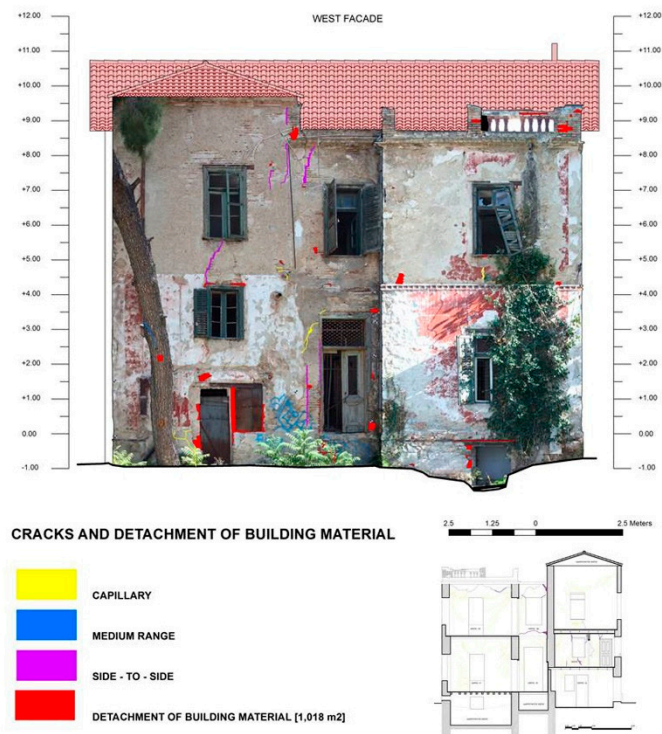 WEST FACADE
+12.00 +12.00
+11.00 +11.00
+10.00 +10.00
+9.00 +9.00
+8.00 +8.00
+7.00 +7.00
+6.00 +6.00
+5.00 +5.00
+4.00 +4.00
+3.00 +3.00
+2.00 +2.00
+1.00 +1.00
0.00 0.00
-1.00 -1.00
CRACKS AND DETACHMENT OF BUILDING MATERIAL
2.5 1.25 0 2.5 Meters
CAPILLARY
MEDIUM RANGE
SIDE - TO - SIDE
DETACHMENT OF BUILDING MATERIAL [1,018 m2]